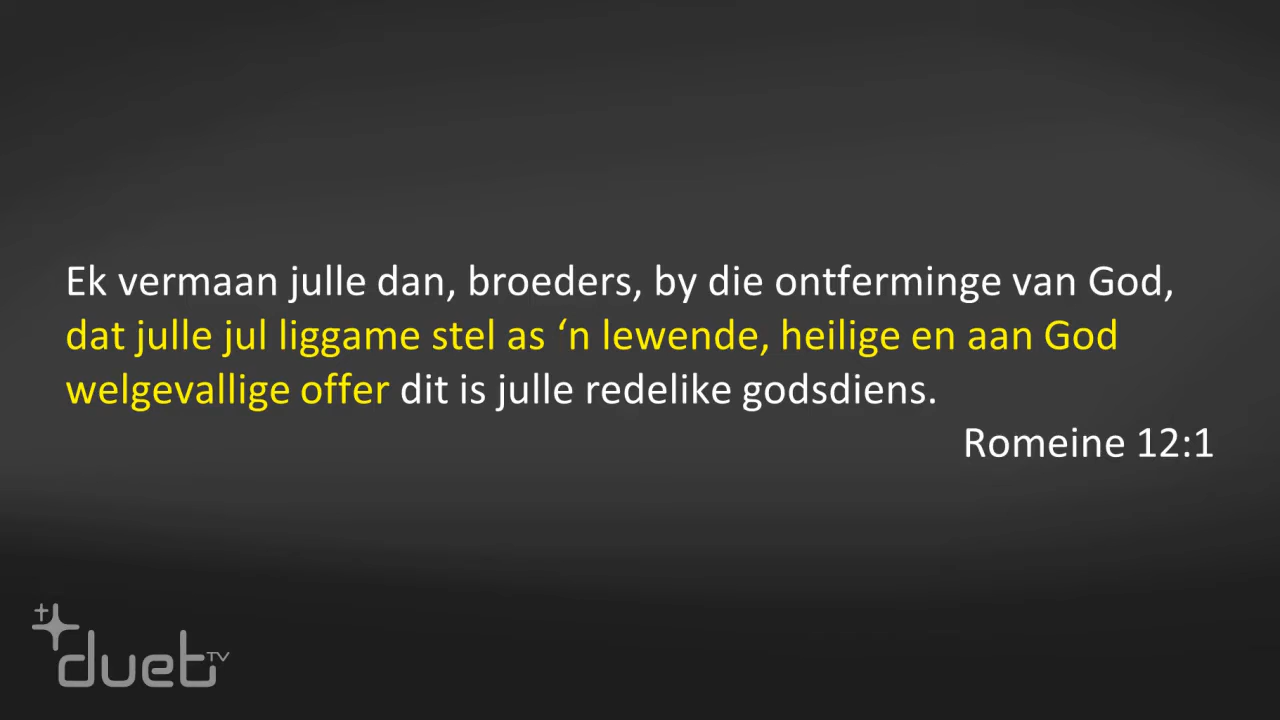 Ek vermaan julle dan, broeders, by die ontferminge van God,
dat julle jul liggame stel as ‘n lewende, heilige en aan God
welgevallige offer dit is julle redelike godsdiens.
Romeine 12:1
duet TV